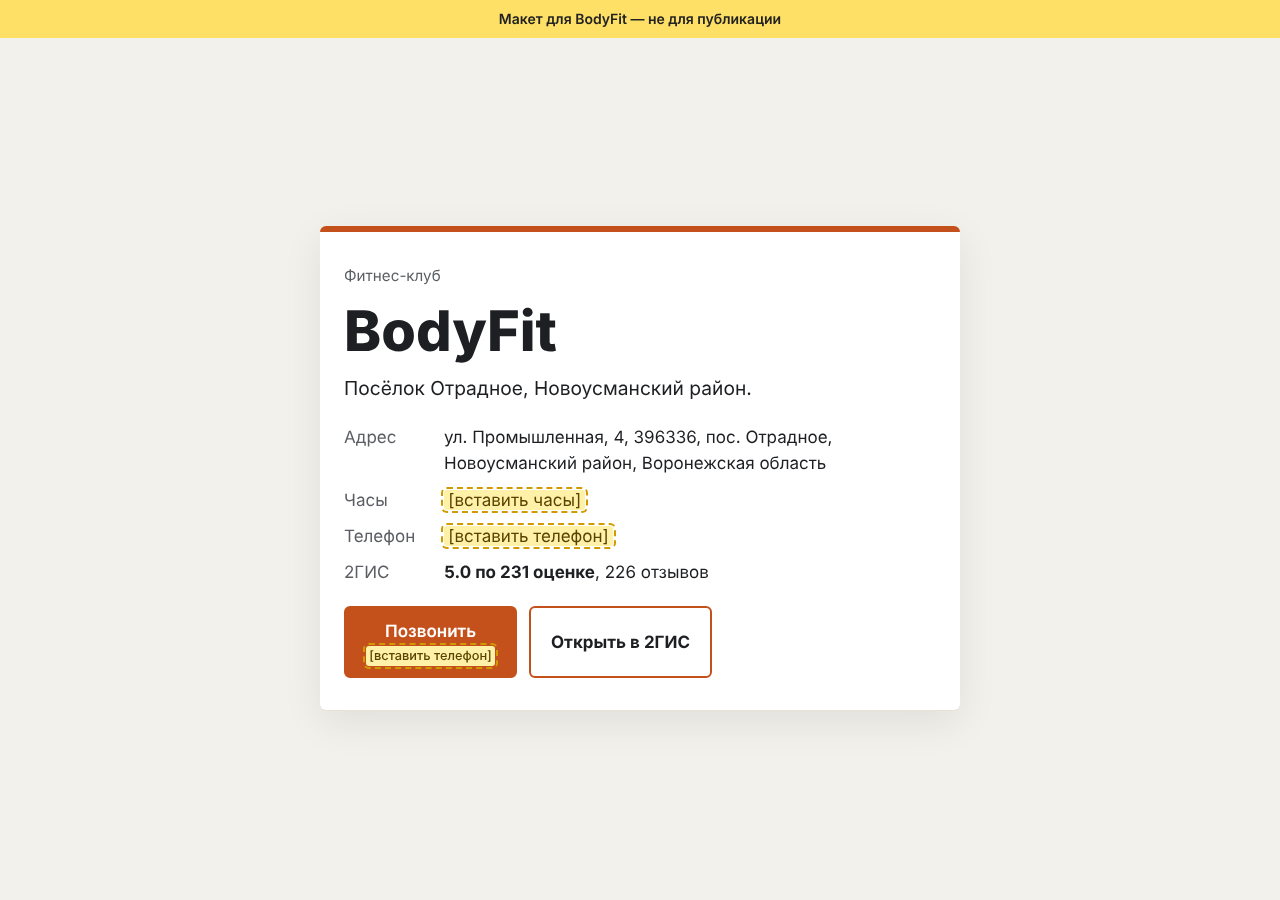 Макет для BodyFit — не для публикации
Фитнес-клуб
BodyFit
Посёлок Отрадное, Новоусманский район.
Адрес
ул. Промышленная, 4, 396336, пос. Отрадное,
Новоусманский район, Воронежская область
Часы
[вставить часы]
Телефон
[вставить телефон]
2ГИС
5.0 по 231 оценке, 226 отзывов
Позвонить
[вставить телефон]
Открыть в 2ГИС